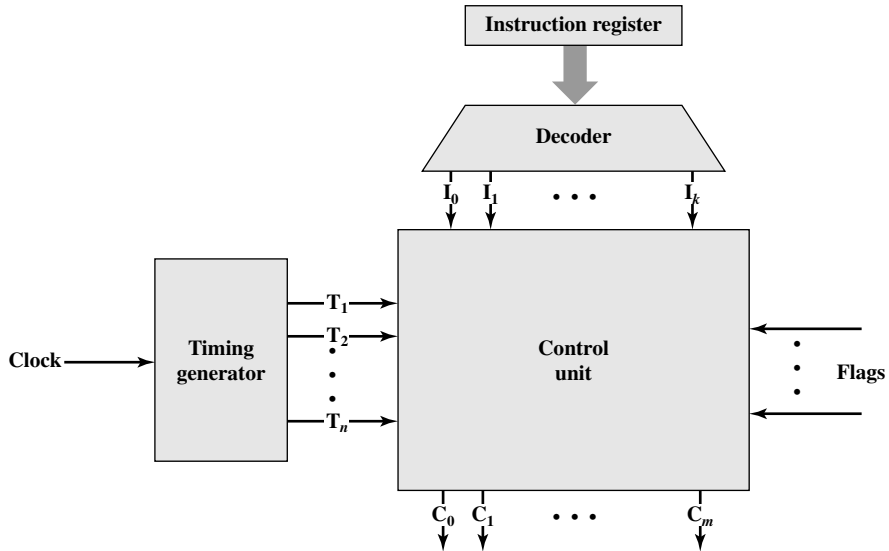 Instruction register
Decoder
I₀ I₁ • • • Iₖ
T₁
T₂
Tₙ
Clock
Timing
generator
Control
unit
Flags
C₀ C₁ • • • Cₘ